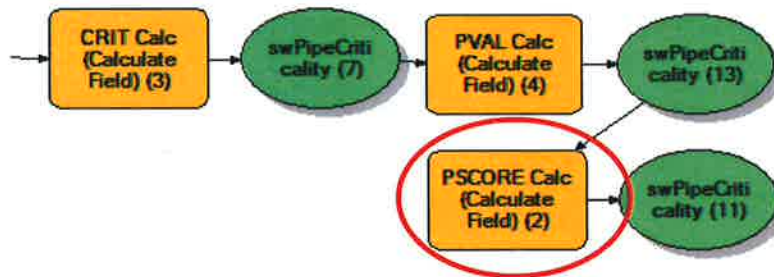 CRIT Calc
(Calculate
Field) (3)
swPipeCriti
cality (7)
PVAL Calc
(Calculate
Field) (4)
swPipeCriti
cality (13)
PSCORE Calc
(Calculate
Field) (2)
swPipeCriti
cality (11)